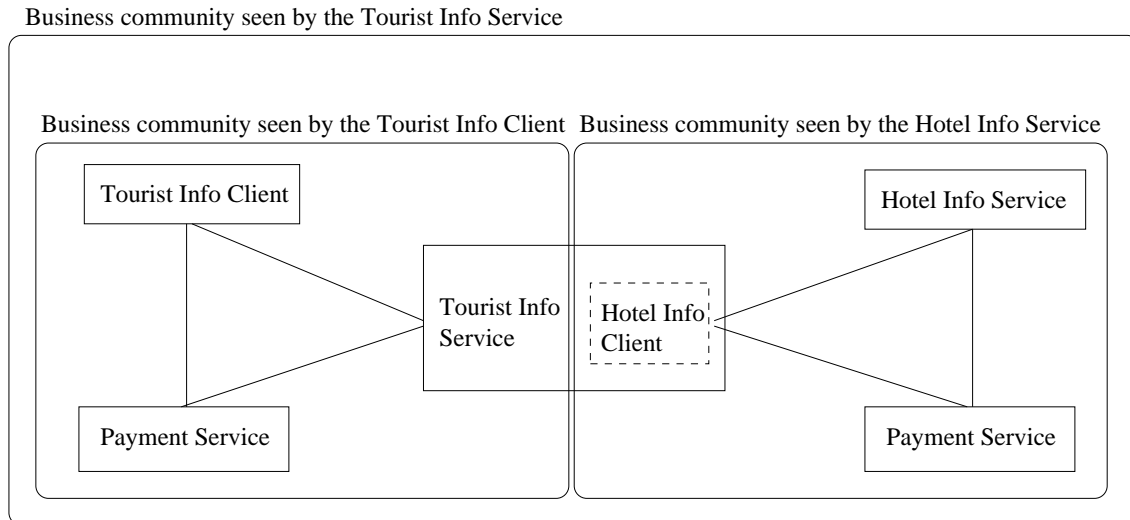 Business community seen by the Tourist Info Service
Business community seen by the Tourist Info Client
Business community seen by the Hotel Info Service
Tourist Info Client
Hotel Info Service
Tourist Info
Service
Hotel Info
Client
Payment Service
Payment Service